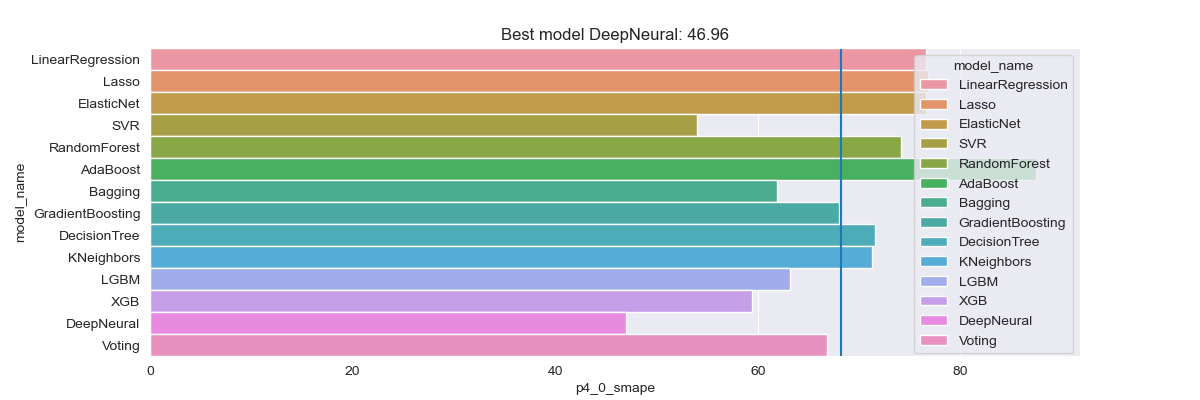 Best model DeepNeural: 46.96
model_name
LinearRegression
Lasso
ElasticNet
SVR
RandomForest
AdaBoost
Bagging
GradientBoosting
DecisionTree
KNeighbors
LGBM
XGB
DeepNeural
Voting
0 20 40 60 80
p4_0_smape
model_name
LinearRegression
Lasso
ElasticNet
SVR
RandomForest
AdaBoost
Bagging
GradientBoosting
DecisionTree
KNeighbors
LGBM
XGB
DeepNeural
Voting